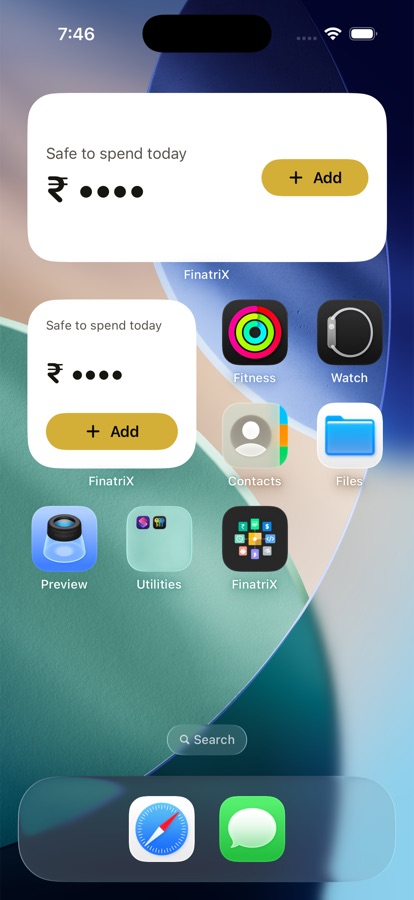 7:46
Safe to spend today
₹ ●●●●
+ Add
FinatriX
Safe to spend today
₹ ●●●●
+ Add
FinatriX
Fitness
Watch
Contacts
Files
Preview
Utilities
FinatriX
Search